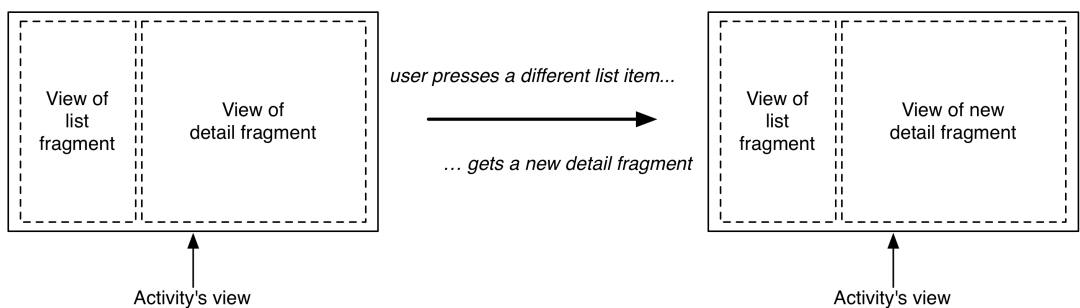 View of
list
fragment
View of
detail fragment
Activity's view
user presses a different list item...
… gets a new detail fragment
View of
list
fragment
View of new
detail fragment
Activity's view